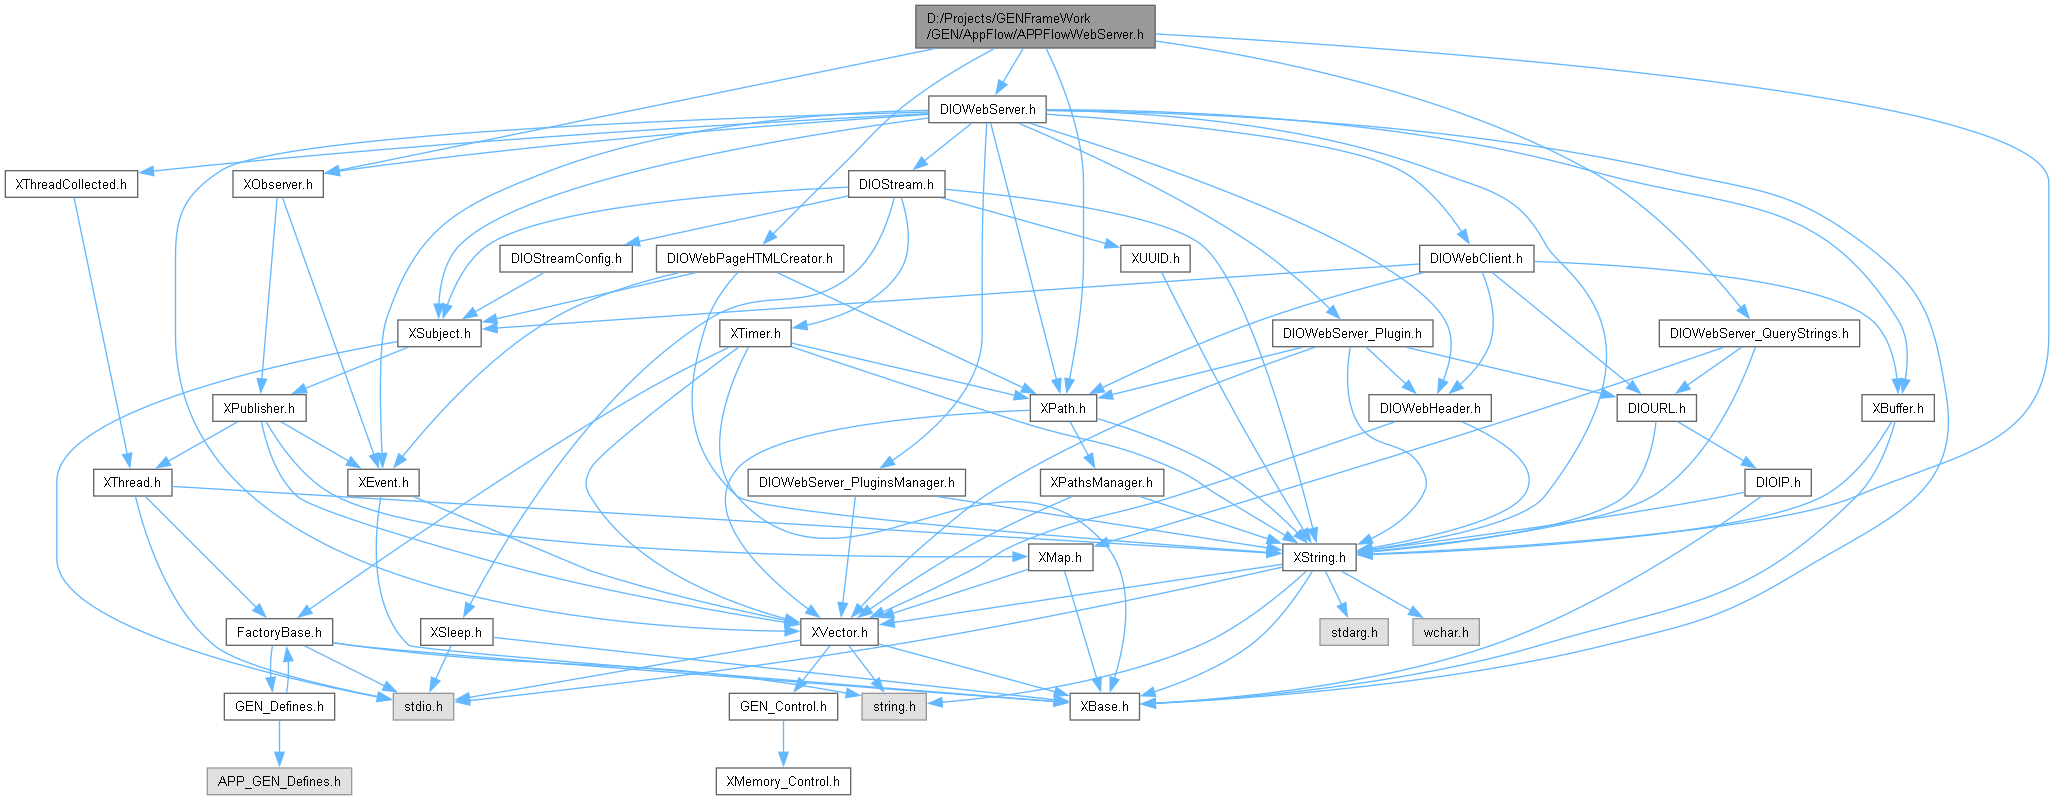 D:/Projects/GENFrameWork
/GEN/AppFlow/APPFlowWebServer.h
DIOWebServer.h
XThreadCollected.h
XObserver.h
DIOStream.h
DIOStreamConfig.h
DIOWebPageHTMLCreator.h
XUUID.h
DIOWebClient.h
XSubject.h
XTimer.h
DIOWebServer_Plugin.h
DIOWebServer_QueryStrings.h
XPublisher.h
XPath.h
DIOWebHeader.h
DIOURL.h
XBuffer.h
XThread.h
XEvent.h
DIOWebServer_PluginsManager.h
XPathsManager.h
DIOIP.h
XMap.h
XString.h
FactoryBase.h
XSleep.h
XVector.h
stdarg.h
wchar.h
GEN_Defines.h
stdio.h
GEN_Control.h
string.h
XBase.h
APP_GEN_Defines.h
XMemory_Control.h